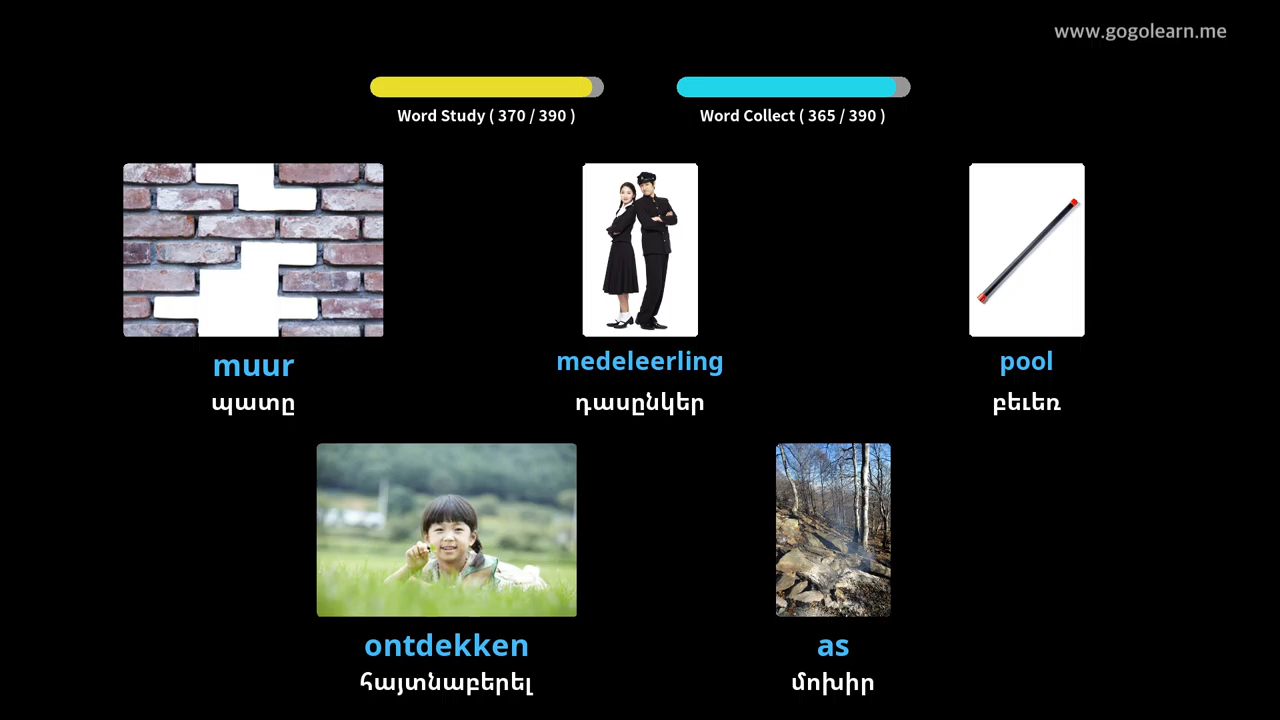 www.gogolearn.me
Word Study ( 370 / 390 )
Word Collect ( 365 / 390 )
muur
պատը
medeleerling
դասընկեր
pool
բեւեռ
ontdekken
հայտնաբերել
as
մոխիր